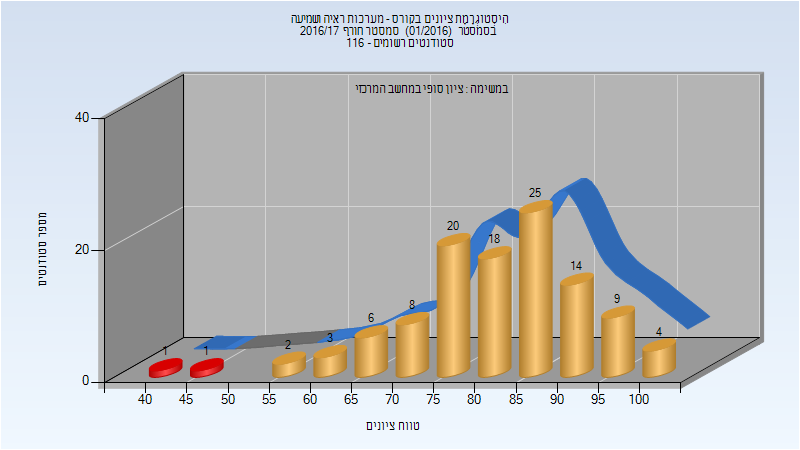 היסטוגרמת ציונים בקורס - מערכות ראיה ושמיעה
בסמסטר (01/2016) סמסטר חורף 2016/17
סטודנטים רשומים - 116
במשימה : ציון סופי במחשב המרכזי
מספר סטודנטים
40
20
0
1
1
2
3
6
8
20
18
25
14
9
4
40 45 50 55 60 65 70 75 80 85 90 95 100
טווח ציונים